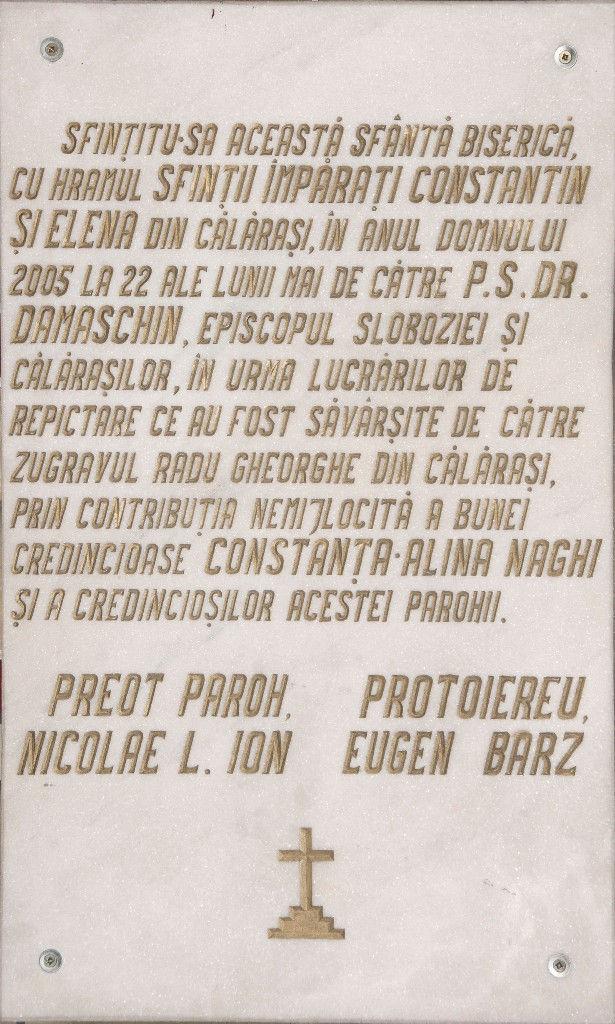 SFINȚITU-SA ACEASTĂ SFÂNTĂ BISERICĂ,
CU HRAMUL SFINȚII ÎMPĂRAȚI CONSTANTIN
ȘI ELENA DIN CĂLĂRAȘI, ÎN ANUL DOMNULUI
2005 LA 22 ALE LUNII MAI DE CĂTRE P.S. DR.
DAMASCHIN, EPISCOPUL SLOBOZIEI ȘI
CĂLĂRAȘILOR, ÎN URMA LUCRĂRILOR DE
REPICTARE CE AU FOST SĂVÂRȘITE DE CĂTRE
ZUGRAVUL RADU GHEORGHE DIN CĂLĂRAȘI,
PRIN CONTRIBUȚIA NEMIJLOCITĂ A BUNEI
CREDINCIOASE CONSTANȚA-ALINA NAGHI
ȘI A CREDINCIOȘILOR ACESTEI PAROHII.
PREOT PAROH, PROTOIEREU,
NICOLAE L. ION EUGEN BARZ